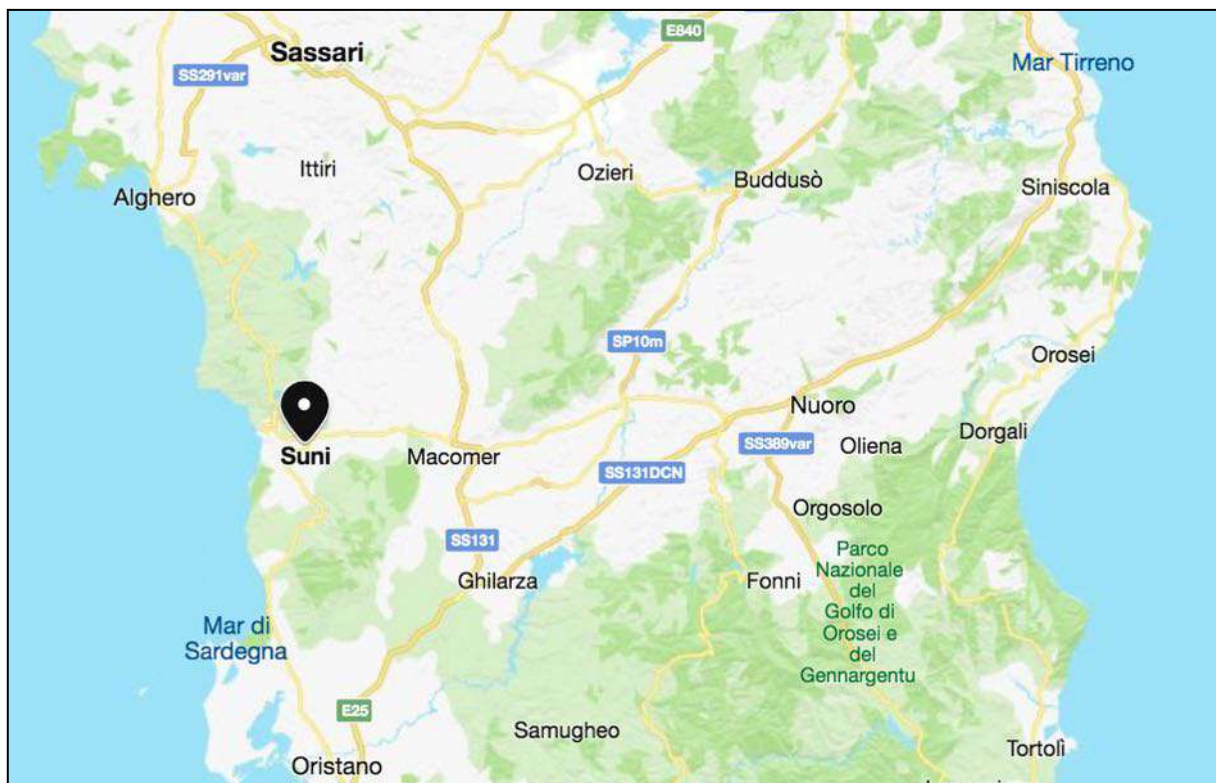 E840
Sassari
Mar Tirreno
SS291var
Ittiri
Ozieri
Buddusò
Siniscola
Alghero
SP10m
Orosei
Nuoro
Suni
Macomer
SS389var
Oliena
Dorgali
SS131DCN
Orgosolo
SS131
Parco
Nazionale
del
Golfo di
Orosei e
del
Gennargentu
Ghilarza
Fonni
Mar di
Sardegna
E25
Samugheo
Tortolì
Oristano